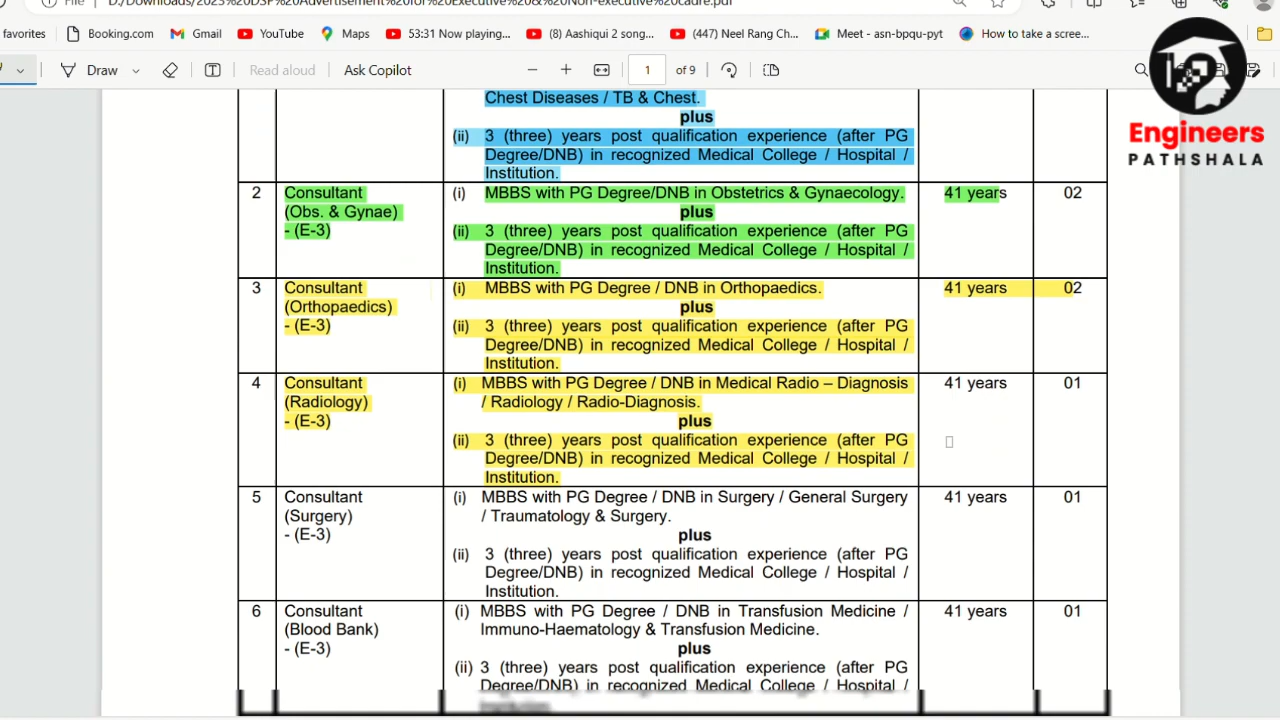 File D:/Downloads/2023%20DSP%20Advertisement%20for%20Executive%20&%20Non-executive%20cadre.pdf
favorites Booking.com Gmail YouTube Maps 53:31 Now playing... (8) Aashiqui 2 song... (447) Neel Rang Ch... Meet - asn-bpqu-pyt How to take a scree...
Draw Read aloud Ask Copilot 1 of 9
Engineers
PATHSHALA
Chest Diseases / TB & Chest.
plus
(ii) 3 (three) years post qualification experience (after PG
Degree/DNB) in recognized Medical College / Hospital /
Institution.
2 Consultant (i) MBBS with PG Degree/DNB in Obstetrics & Gynaecology. 41 years 02
(Obs. & Gynae) plus
- (E-3) (ii) 3 (three) years post qualification experience (after PG
Degree/DNB) in recognized Medical College / Hospital /
Institution.
3 Consultant (i) MBBS with PG Degree / DNB in Orthopaedics. 41 years 02
(Orthopaedics) plus
- (E-3) (ii) 3 (three) years post qualification experience (after PG
Degree/DNB) in recognized Medical College / Hospital /
Institution.
4 Consultant (i) MBBS with PG Degree / DNB in Medical Radio – Diagnosis 41 years 01
(Radiology) / Radiology / Radio-Diagnosis.
- (E-3) plus
(ii) 3 (three) years post qualification experience (after PG
Degree/DNB) in recognized Medical College / Hospital /
Institution.
5 Consultant (i) MBBS with PG Degree / DNB in Surgery / General Surgery 41 years 01
(Surgery) / Traumatology & Surgery.
- (E-3) plus
(ii) 3 (three) years post qualification experience (after PG
Degree/DNB) in recognized Medical College / Hospital /
Institution.
6 Consultant (i) MBBS with PG Degree / DNB in Transfusion Medicine / 41 years 01
(Blood Bank) Immuno-Haematology & Transfusion Medicine.
- (E-3) plus
(ii) 3 (three) years post qualification experience (after PG
Degree/DNB) in recognized Medical College / Hospital /